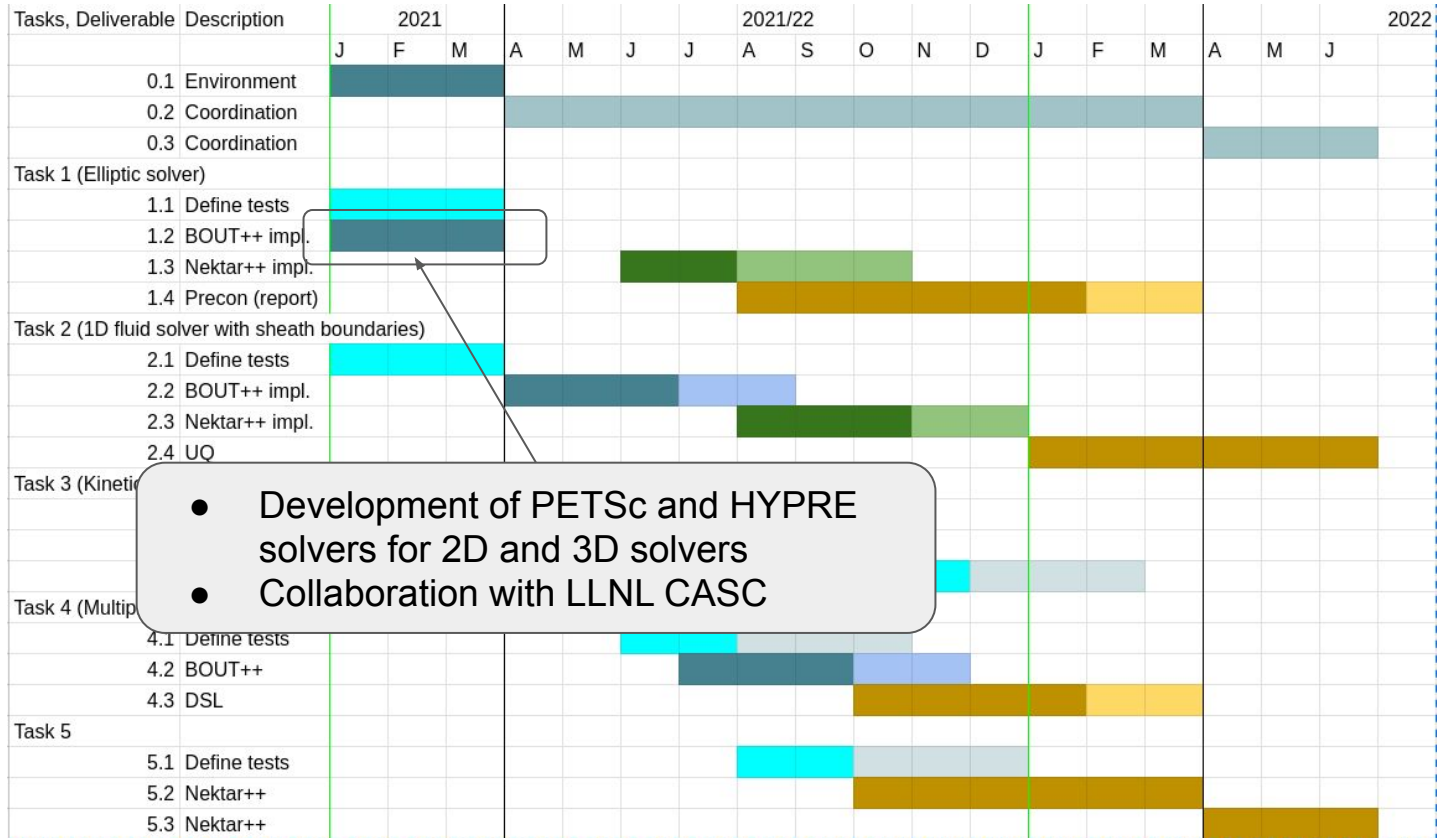 Tasks, Deliverable Description 2021 2021/22 2022
J F M A M J J A S O N D J F M A M J
0.1 Environment
0.2 Coordination
0.3 Coordination
Task 1 (Elliptic solver)
1.1 Define tests
1.2 BOUT++ impl.
1.3 Nektar++ impl.
1.4 Precon (report)
Task 2 (1D fluid solver with sheath boundaries)
2.1 Define tests
2.2 BOUT++ impl.
2.3 Nektar++ impl.
2.4 UQ
Task 3 (Kinetic
● Development of PETSc and HYPRE
solvers for 2D and 3D solvers
● Collaboration with LLNL CASC
Task 4 (Multip
4.1 Define tests
4.2 BOUT++
4.3 DSL
Task 5
5.1 Define tests
5.2 Nektar++
5.3 Nektar++